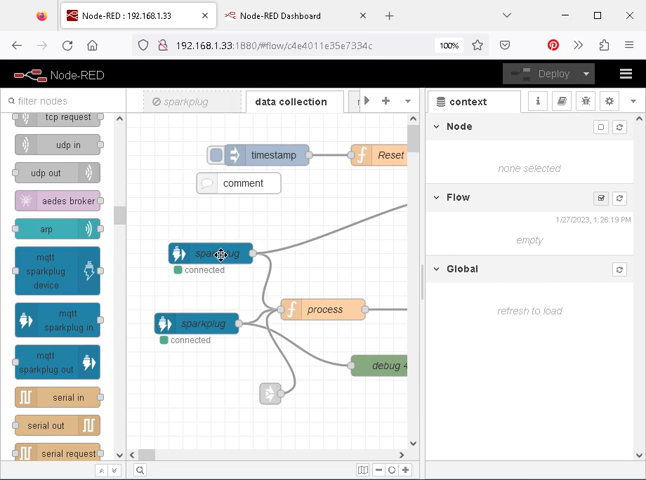 Node-RED : 192.168.1.33
Node-RED Dashboard
192.168.1.33:1880/#flow/c4e4011e35e7334c
100%
Node-RED
Deploy
filter nodes
sparkplug
data collection
context
tcp request
udp in
udp out
aedes broker
arp
mqtt
sparkplug
device
mqtt
sparkplug in
mqtt
sparkplug out
serial in
serial out
serial request
timestamp
Reset
comment
sparkplug
connected
process
sparkplug
connected
debug 4
Node
none selected
Flow
1/27/2023, 1:26:19 PM
empty
Global
refresh to load